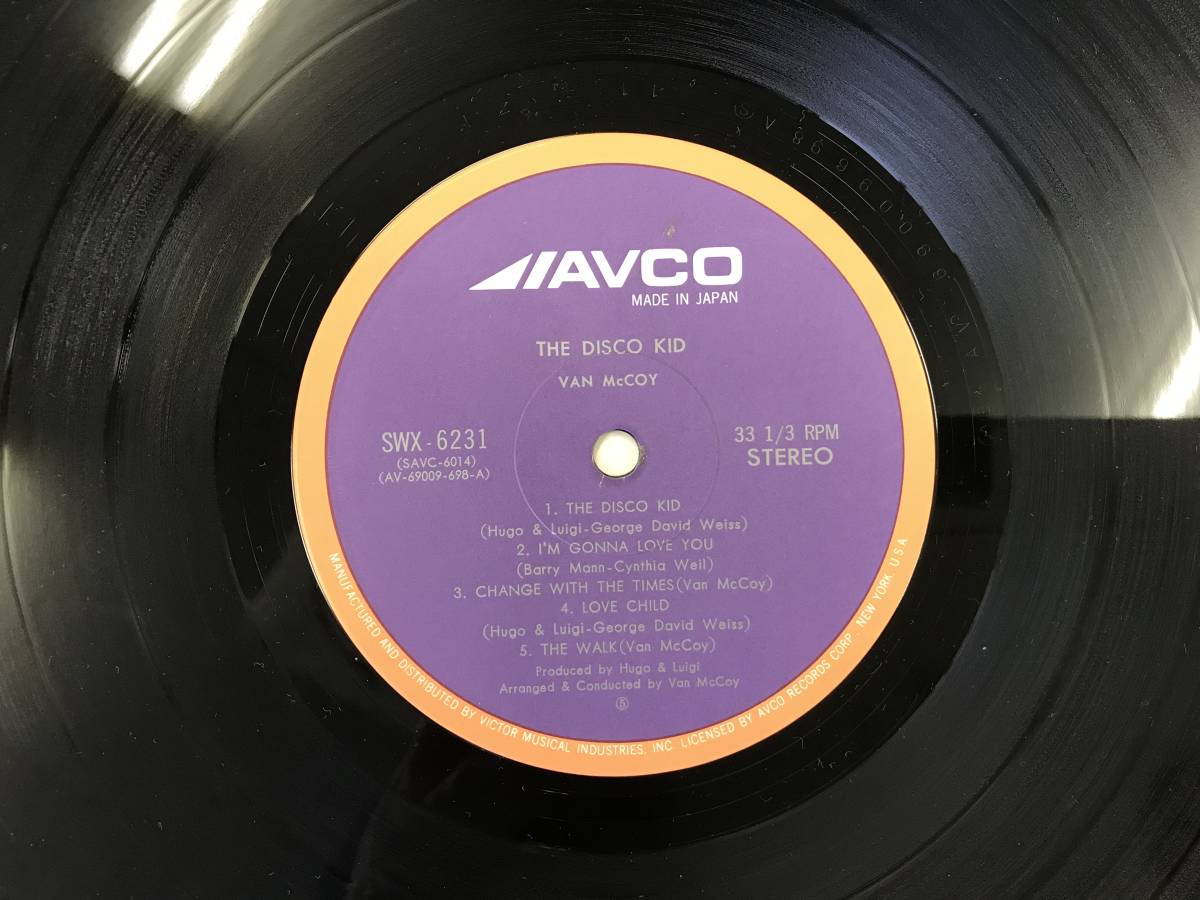 AVCO
MADE IN JAPAN
THE DISCO KID
VAN McCOY
SWX-6231
(SAVC-6014)
(AV-69009-698-A)
33 1/3 RPM
STEREO
1. THE DISCO KID
(Hugo & Luigi-George David Weiss)
2. I'M GONNA LOVE YOU
(Barry Mann-Cynthia Weil)
3. CHANGE WITH THE TIMES(Van McCoy)
4. LOVE CHILD
(Hugo & Luigi-George David Weiss)
5. THE WALK(Van McCoy)
Produced by Hugo & Luigi
Arranged & Conducted by Van McCoy
⑤
MANUFACTURED AND DISTRIBUTED BY VICTOR MUSICAL INDUSTRIES, INC. LICENSED BY AVCO RECORDS CORP., NEW YORK, U.S.A.